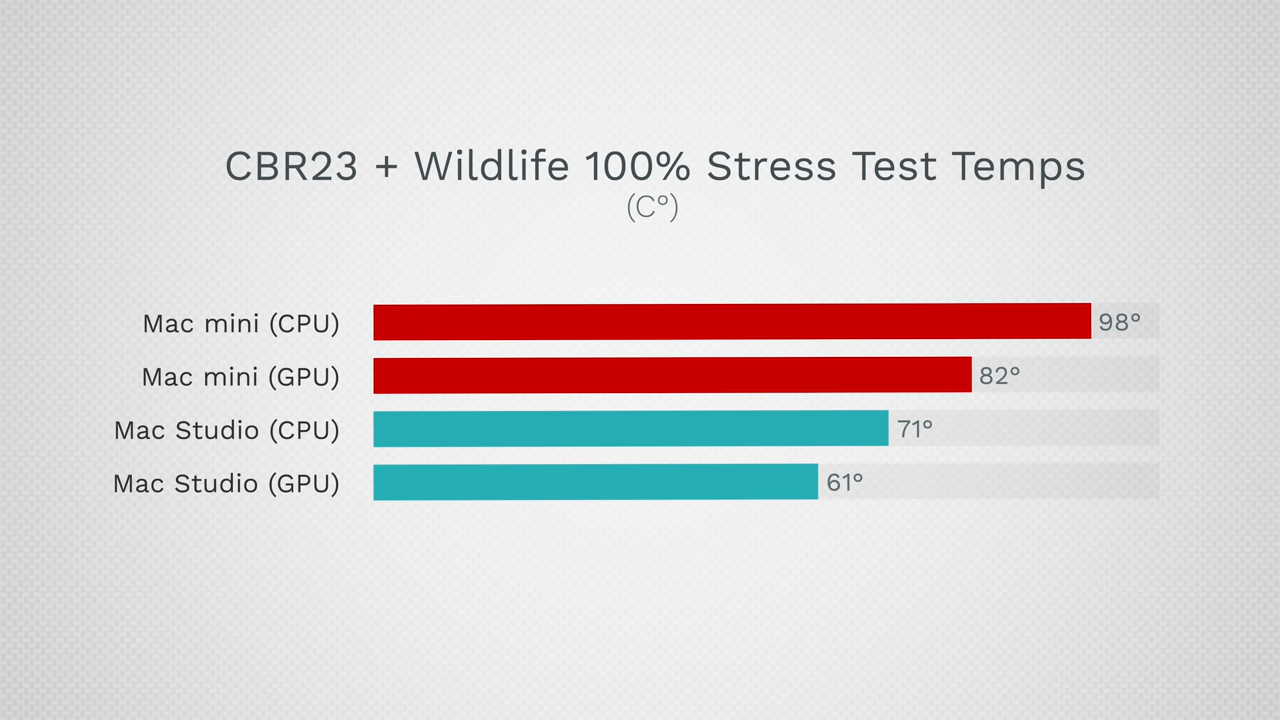 CBR23 + Wildlife 100% Stress Test Temps
(C°)
Mac mini (CPU) 98°
Mac mini (GPU) 82°
Mac Studio (CPU) 71°
Mac Studio (GPU) 61°